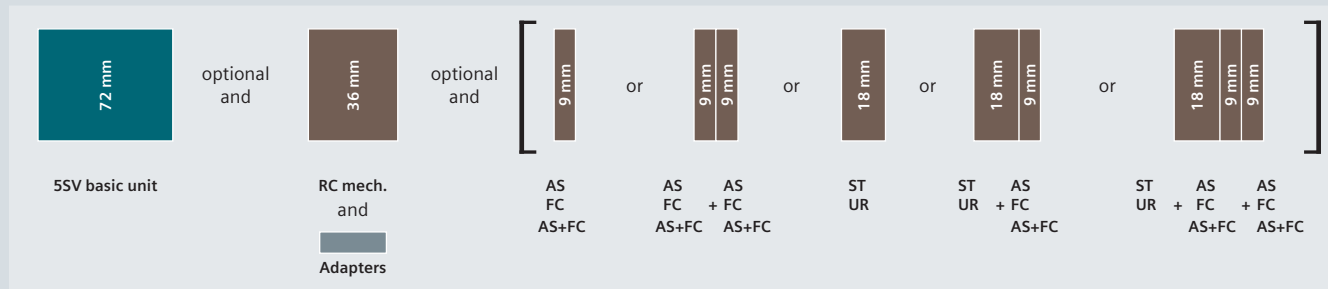 72 mm
optional
and
36 mm
optional
and
9 mm
or
9 mm
9 mm
or
18 mm
or
18 mm
9 mm
or
18 mm
9 mm
9 mm
5SV basic unit
RC mech.
and
Adapters
AS
FC
AS+FC
AS AS
FC + FC
AS+FC AS+FC
ST
UR
ST AS
UR + FC
AS+FC
ST AS AS
UR + FC + FC
AS+FC AS+FC